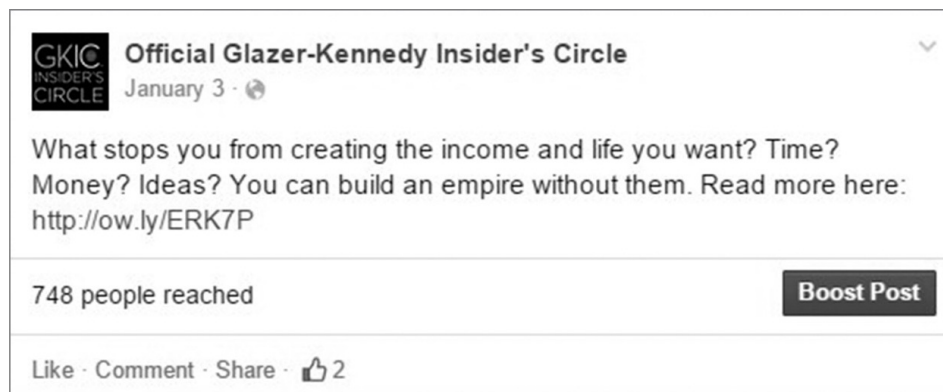 GKIC
INSIDER'S
CIRCLE
Official Glazer-Kennedy Insider's Circle
January 3 ·
What stops you from creating the income and life you want? Time?
Money? Ideas? You can build an empire without them. Read more here:
http://ow.ly/ERK7P
748 people reached
Boost Post
Like · Comment · Share · 2